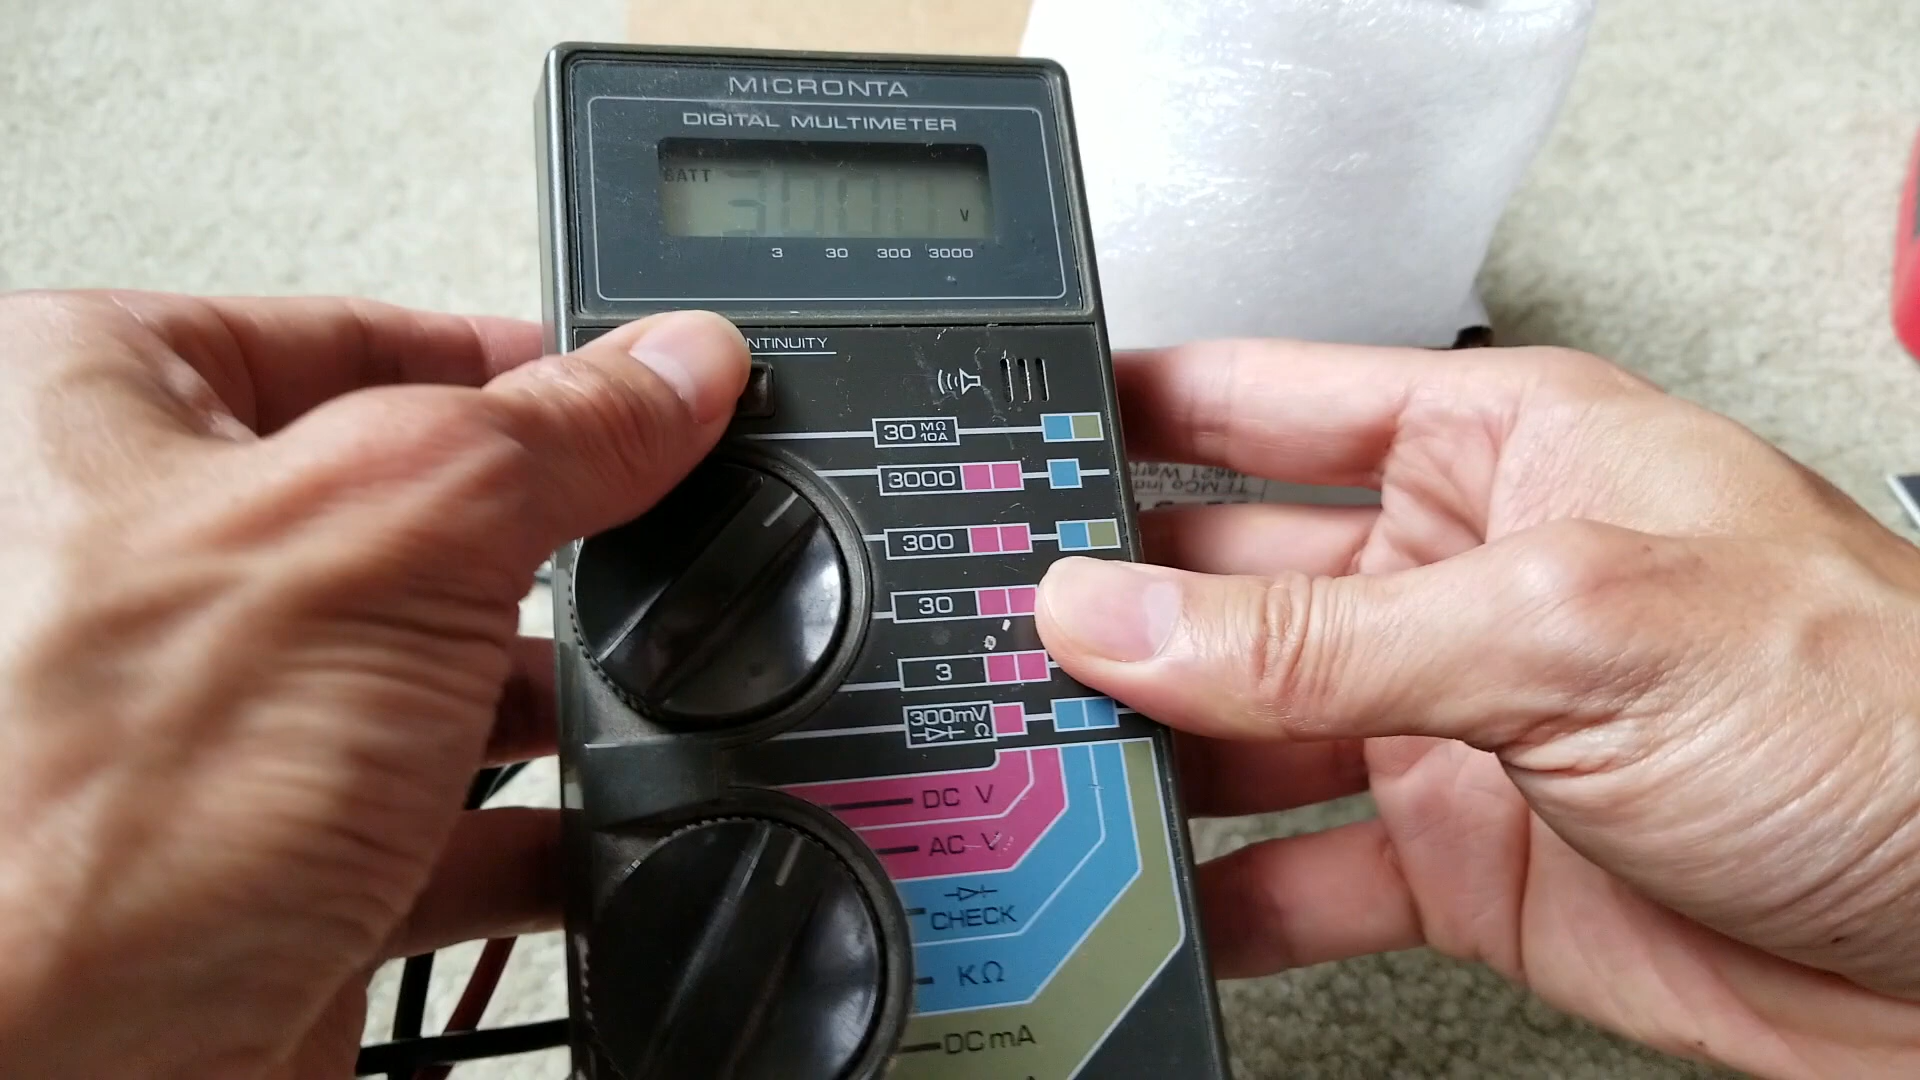 MICRONTA
DIGITAL MULTIMETER
BATT
V
3 30 300 3000
NTINUITY
30 MΩ 10A
3000
300
30
3
300mV Ω
DC V
AC V
CHECK
KΩ
DC mA